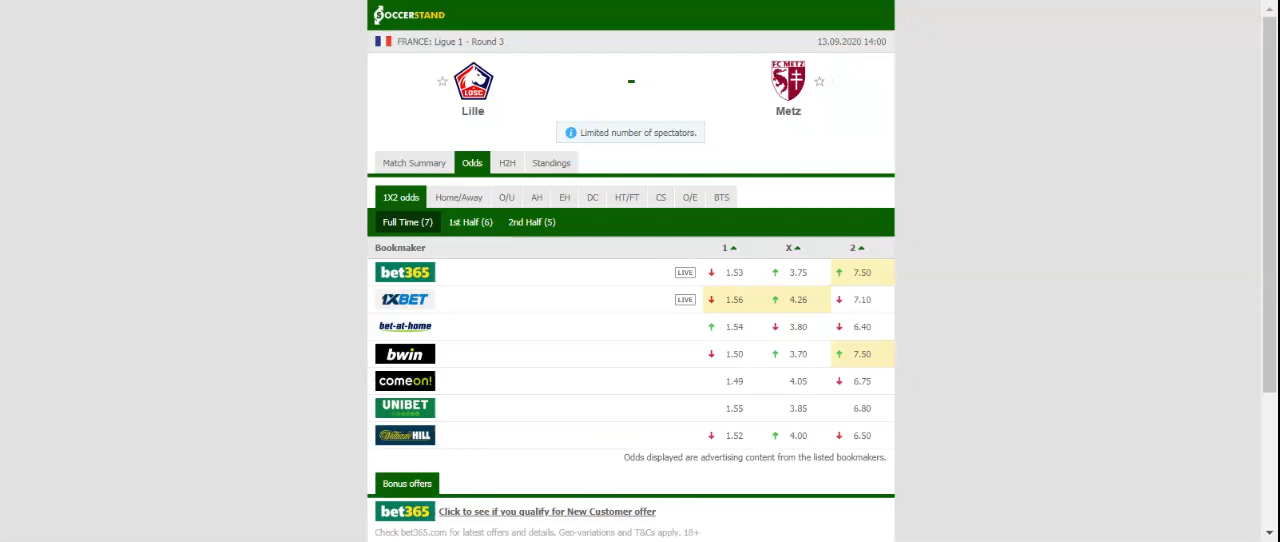 SOCCERSTAND
FRANCE: Ligue 1 - Round 3 13.09.2020 14:00
LOSC FC METZ
-
Lille Metz
Limited number of spectators.
Match Summary Odds H2H Standings
1X2 odds Home/Away O/U AH EH DC HT/FT CS O/E BTS
Full Time (7) 1st Half (6) 2nd Half (5)
Bookmaker 1 X 2
bet365 LIVE 1.53 3.75 7.50
1XBET LIVE 1.56 4.26 7.10
bet-at-home 1.54 3.80 6.40
bwin 1.50 3.70 7.50
comeon! 1.49 4.05 6.75
UNIBET 1.55 3.85 6.80
William HILL 1.52 4.00 6.50
Odds displayed are advertising content from the listed bookmakers.
Bonus offers
bet365 Click to see if you qualify for New Customer offer
Check bet365.com for latest offers and details. Geo-variations and T&Cs apply. 18+